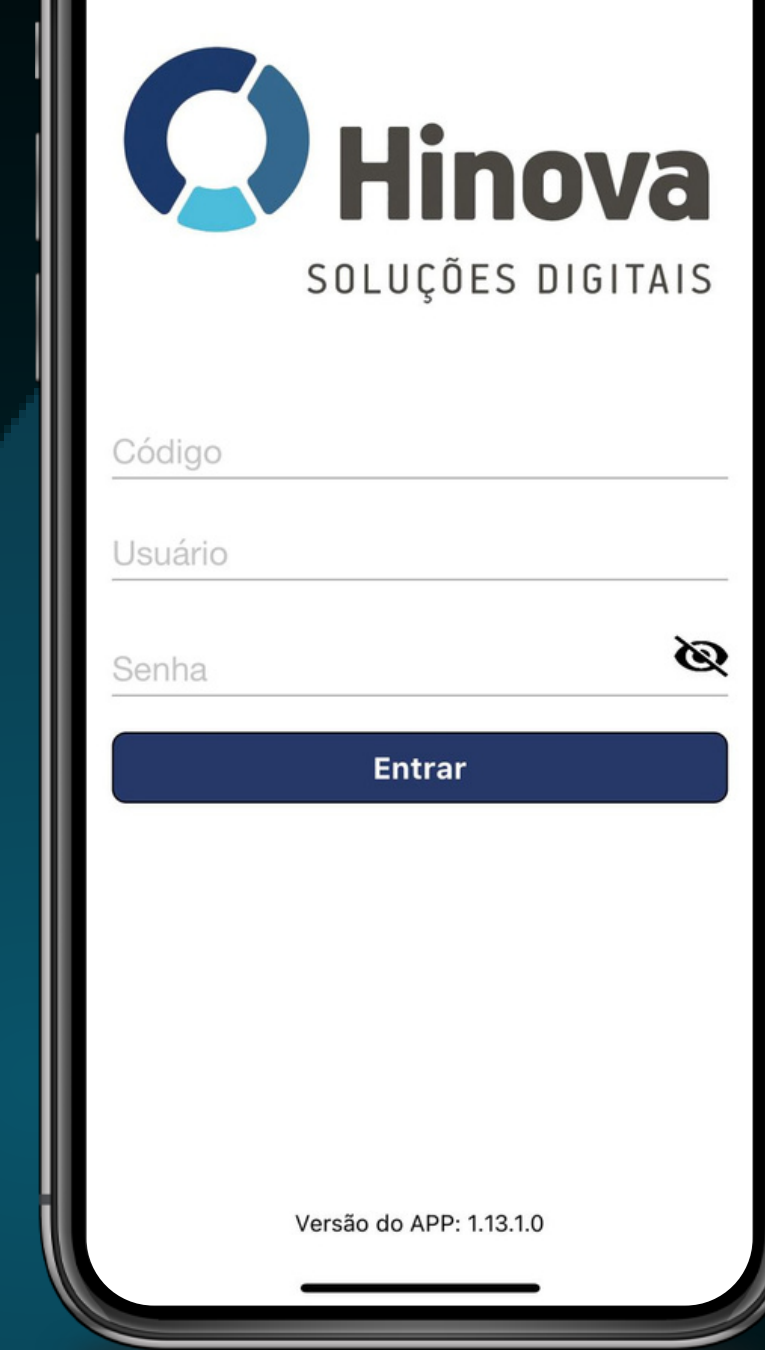 Hinova
SOLUÇÕES DIGITAIS
Código
Usuário
Senha
Entrar
Versão do APP: 1.13.1.0